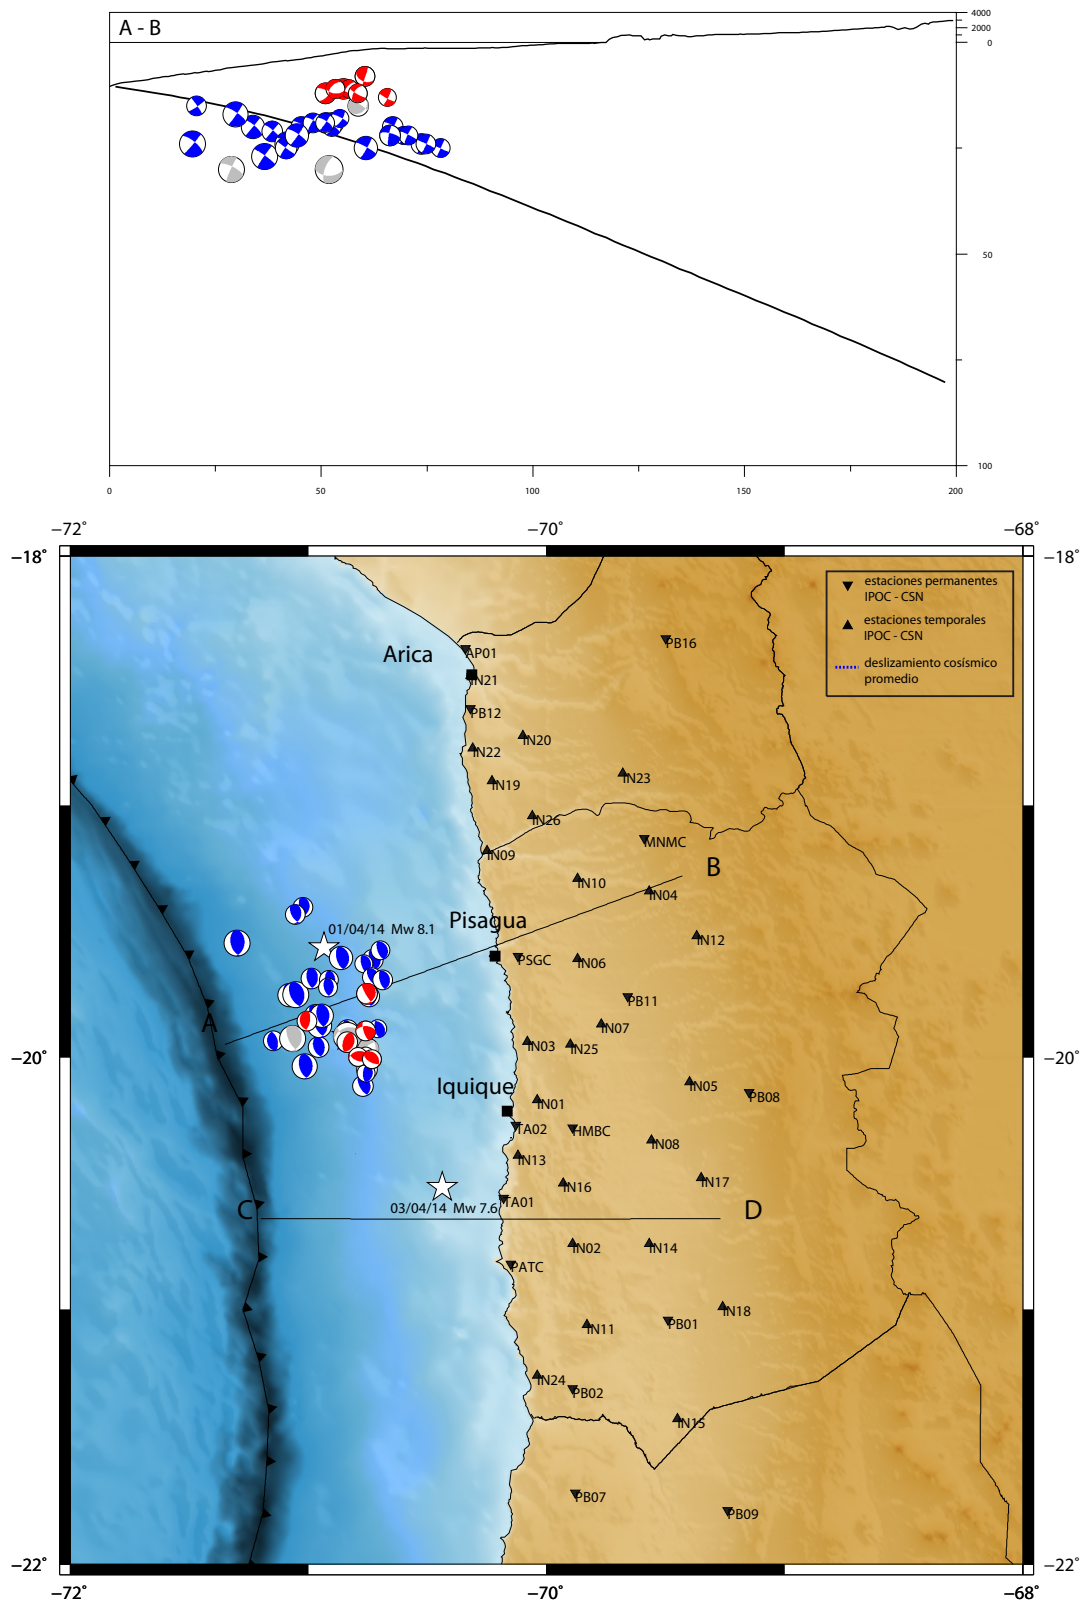 A - B
4000
2000
0
50
100
0
50
100
150
200
−72˚
−70˚
−68˚
−18˚
−18˚
estaciones permanentes
IPOC - CSN
estaciones temporales
IPOC - CSN
deslizamiento cosísmico
promedio
Arica
AP01
PB16
IN21
PB12
IN20
IN22
IN23
IN19
IN26
MNMC
IN09
B
IN10
IN04
Pisagua
01/04/14 Mw 8.1
IN12
PSGC
IN06
PB11
A
IN07
IN03
IN25
−20˚
−20˚
Iquique
IN05
PB08
IN01
TA02
HMBC
IN08
IN13
IN17
IN16
TA01
03/04/14 Mw 7.6
C
D
IN02
IN14
PATC
IN18
IN11
PB01
IN24
PB02
IN15
PB07
PB09
−22˚
−22˚
−72˚
−70˚
−68˚